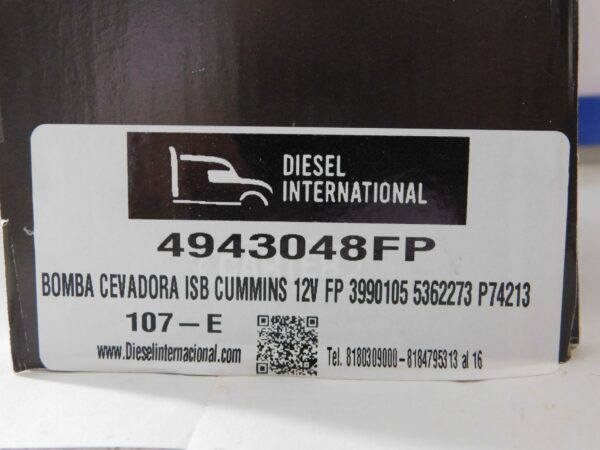 DIESEL
INTERNATIONAL
4943048FP
BOMBA CEVADORA ISB CUMMINS 12V FP 3990105 5362273 P74213
107-E
www.Dieselinternacional.com
Tel. 8180309000-8184795313 al 16